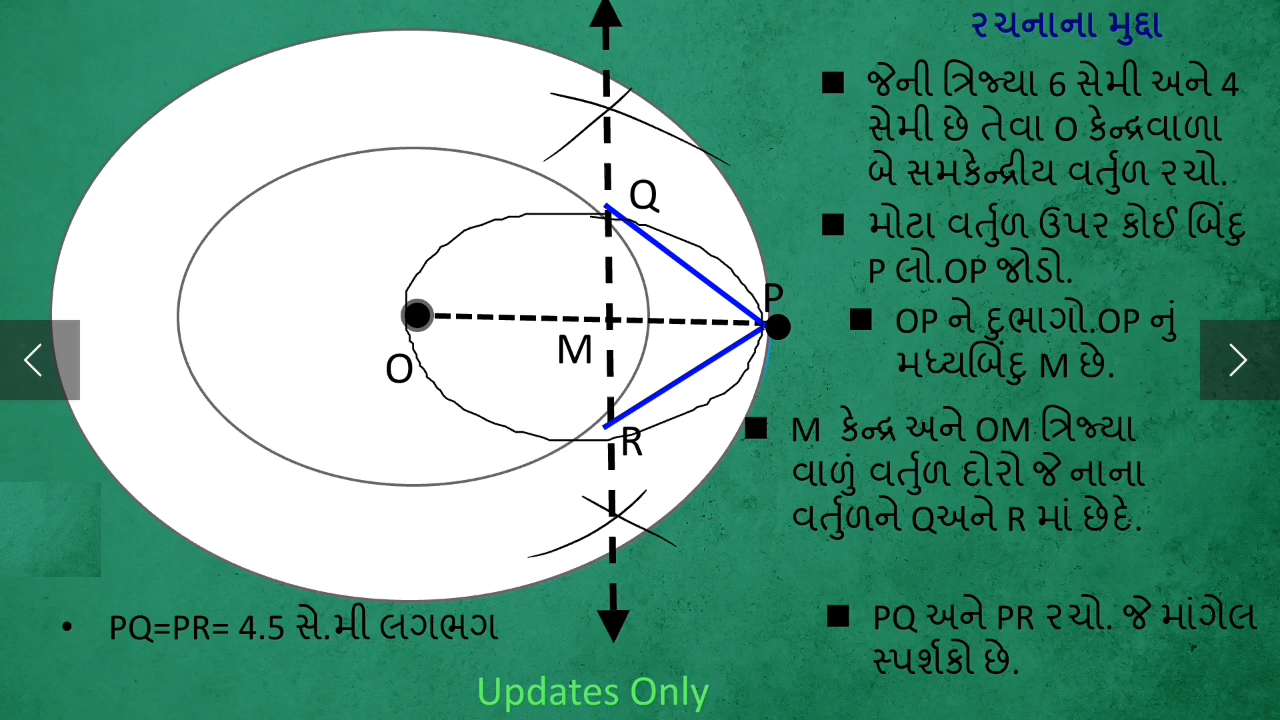 રચનાના મુદ્દા
■ જેની ત્રિજ્યા 6 સેમી અને 4
સેમી છે તેવા O કેન્દ્રવાળા
બે સમકેન્દ્રીય વર્તુળ રચો.
■ મોટા વર્તુળ ઉપર કોઈ બિંદુ
P લો.OP જોડો.
■ OP ને દુભાગો.OP નું
મધ્યબિંદુ M છે.
■ M કેન્દ્ર અને OM ત્રિજ્યા
વાળું વર્તુળ દોરો જે નાના
વર્તુળને Qઅને R માં છેદે.
■ PQ અને PR રચો. જે માંગેલ
સ્પર્શકો છે.
Q
P
M
O
R
• PQ=PR= 4.5 સે.મી લગભગ
Updates Only